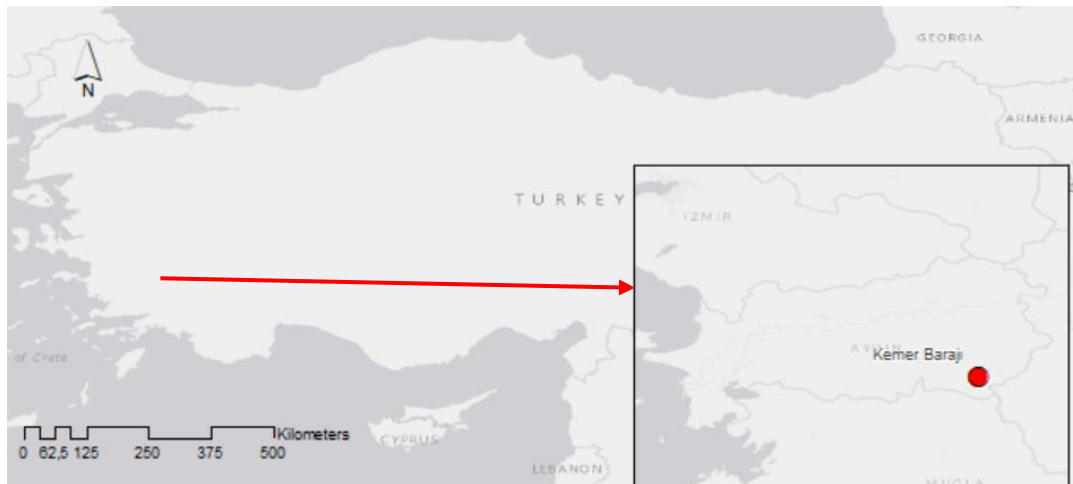 GEORGIA
N
ARMENIA
TURKEY
IZMIR
AYDIN
Kemer Baraji
of Crete
Kilometers
0 62,5 125 250 375 500
CYPRUS
LEBANON
MUGLA